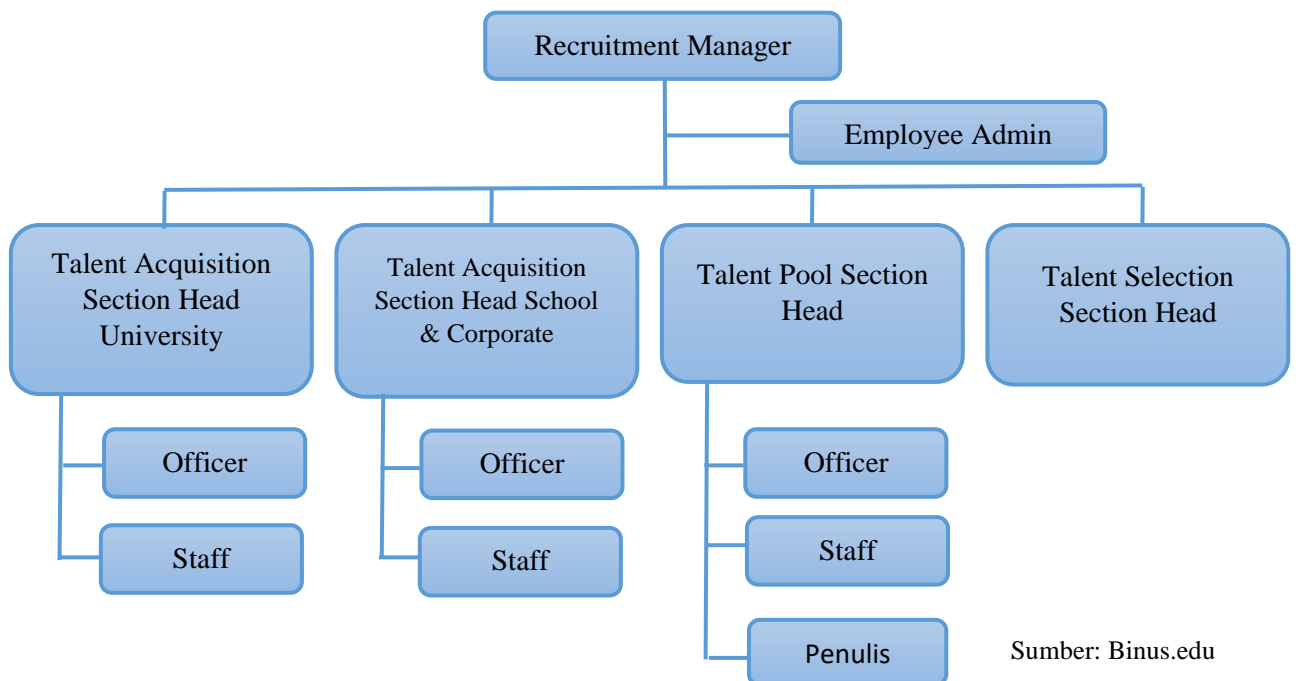 Recruitment Manager
Employee Admin
Talent Acquisition
Section Head
University
Talent Acquisition
Section Head School
& Corporate
Talent Pool Section
Head
Talent Selection
Section Head
Officer
Officer
Officer
Staff
Staff
Staff
Penulis
Sumber: Binus.edu